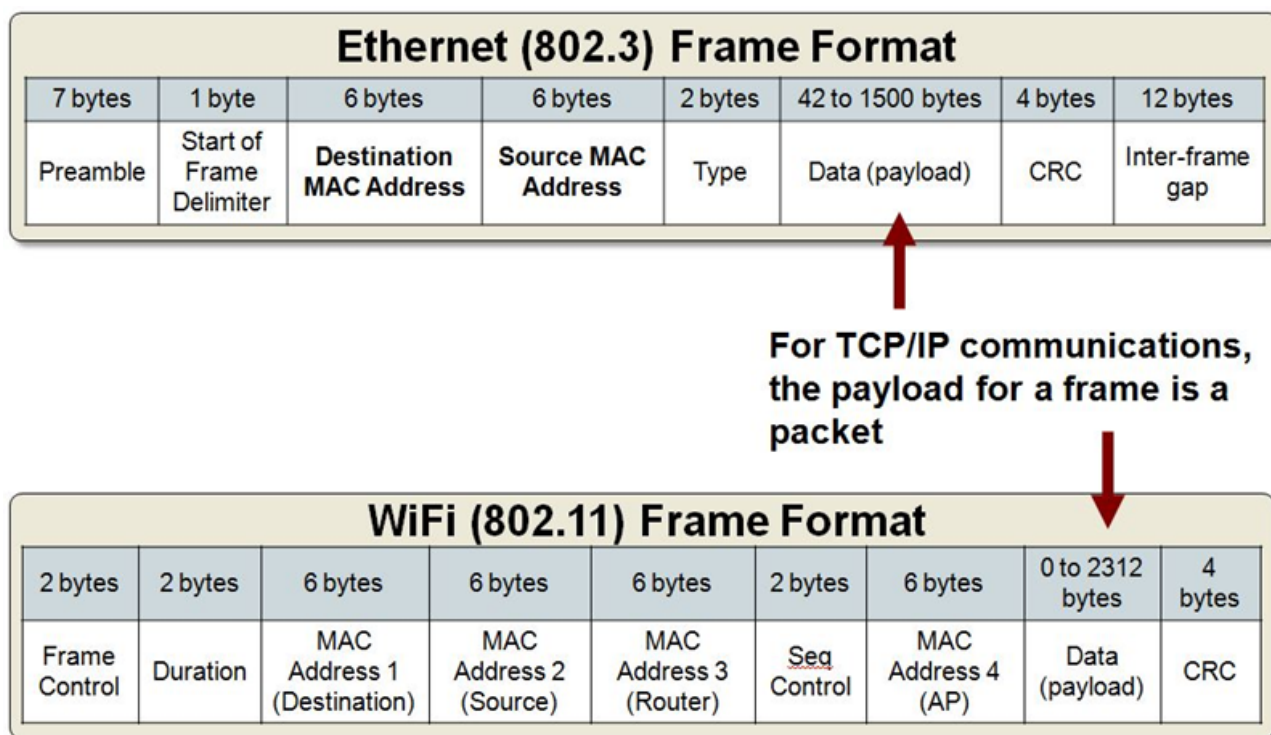 Ethernet (802.3) Frame Format
7 bytes 1 byte 6 bytes 6 bytes 2 bytes 42 to 1500 bytes 4 bytes 12 bytes
Preamble
Start of
Frame
Delimiter
Destination
MAC Address
Source MAC
Address
Type
Data (payload)
CRC
Inter-frame
gap
For TCP/IP communications,
the payload for a frame is a
packet
WiFi (802.11) Frame Format
2 bytes 2 bytes 6 bytes 6 bytes 6 bytes 2 bytes 6 bytes
0 to 2312
bytes
4
bytes
Frame
Control
Duration
MAC
Address 1
(Destination)
MAC
Address 2
(Source)
MAC
Address 3
(Router)
Seq
Control
MAC
Address 4
(AP)
Data
(payload)
CRC